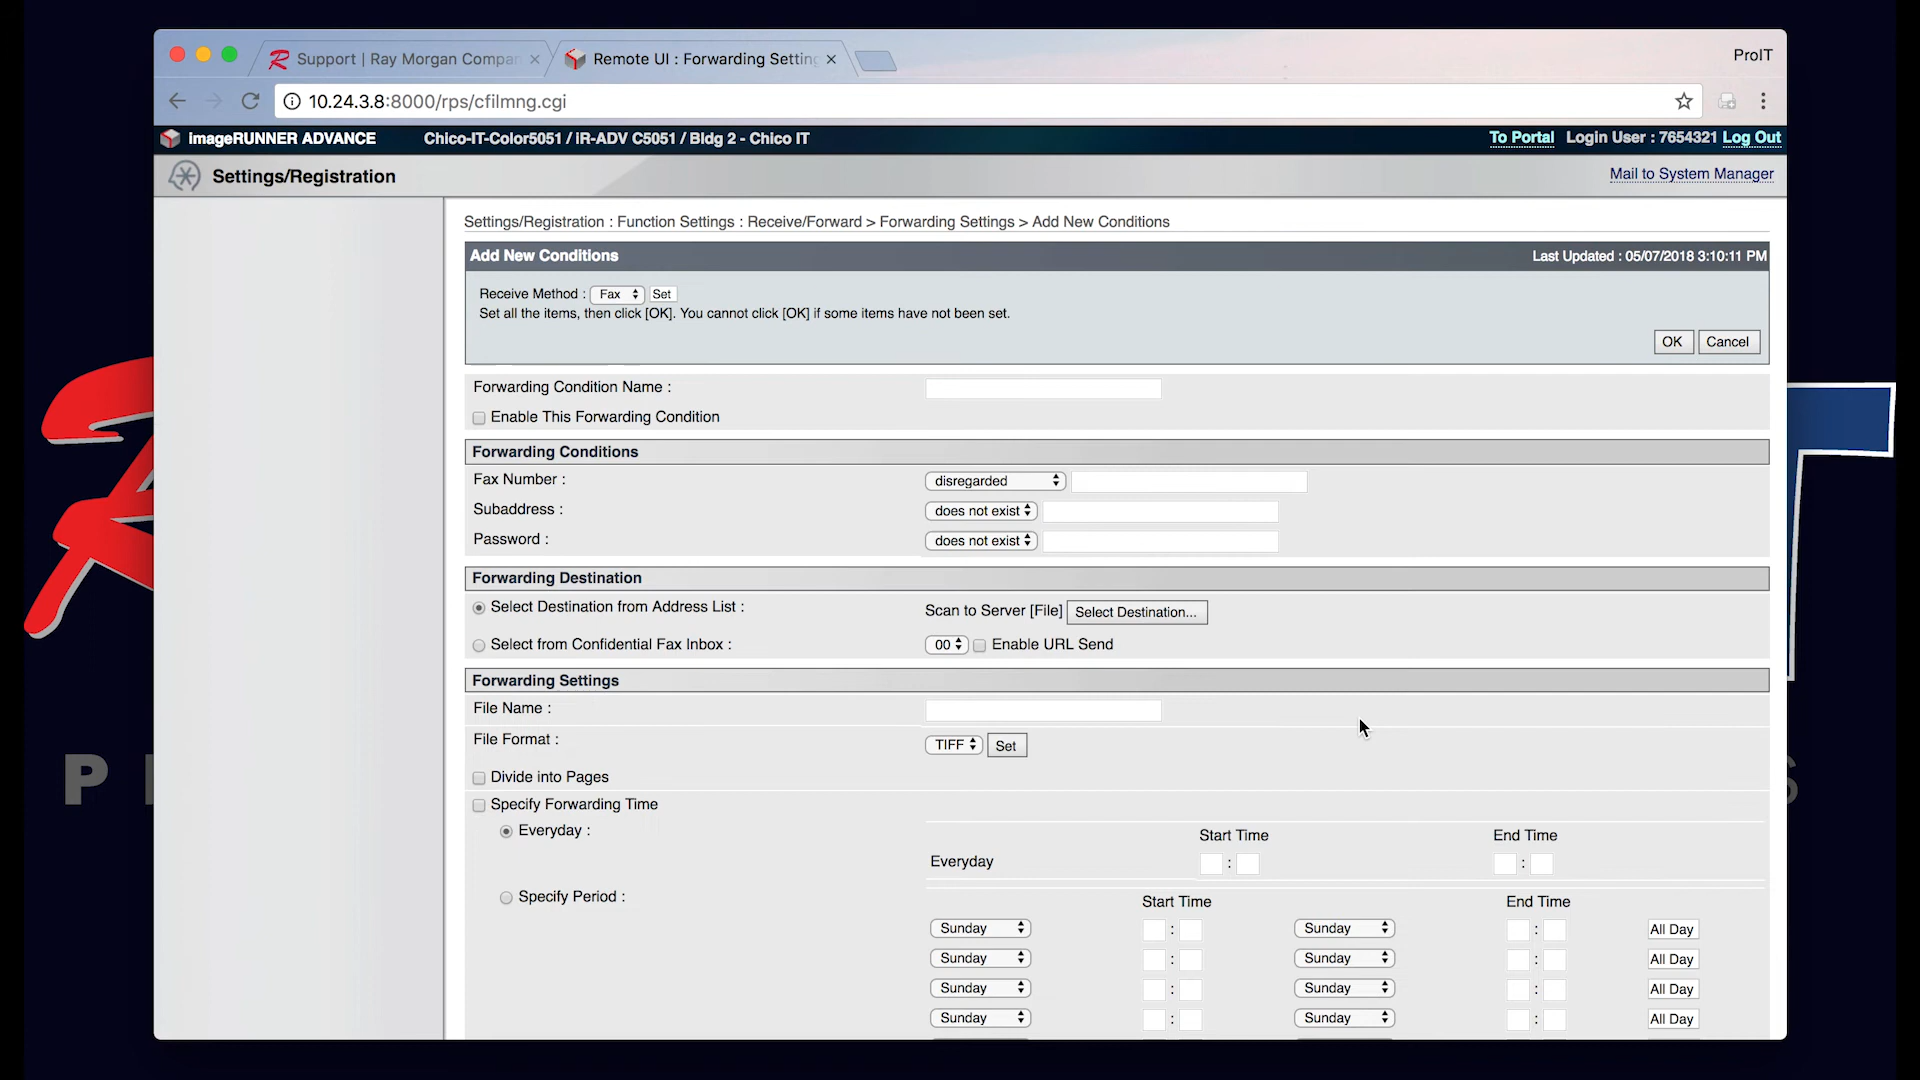 Support | Ray Morgan Compan
Remote UI : Forwarding Setting
ProIT
10.24.3.8:8000/rps/cfilmng.cgi
imageRUNNER ADVANCE Chico-IT-Color5051 / iR-ADV C5051 / Bldg 2 - Chico IT To Portal Login User : 7654321 Log Out
Settings/Registration Mail to System Manager
Settings/Registration : Function Settings : Receive/Forward > Forwarding Settings > Add New Conditions
Add New Conditions Last Updated : 05/07/2018 3:10:11 PM
Receive Method : Fax Set
Set all the items, then click [OK]. You cannot click [OK] if some items have not been set.
OK Cancel
Forwarding Condition Name :
Enable This Forwarding Condition
Forwarding Conditions
Fax Number : disregarded
Subaddress : does not exist
Password : does not exist
Forwarding Destination
Select Destination from Address List : Scan to Server [File] Select Destination...
Select from Confidential Fax Inbox : 00 Enable URL Send
Forwarding Settings
File Name :
File Format : TIFF Set
Divide into Pages
Specify Forwarding Time
Everyday :
Start Time End Time
Everyday : :
Specify Period :
Start Time End Time
Sunday : Sunday : All Day
Sunday : Sunday : All Day
Sunday : Sunday : All Day
Sunday : Sunday : All Day